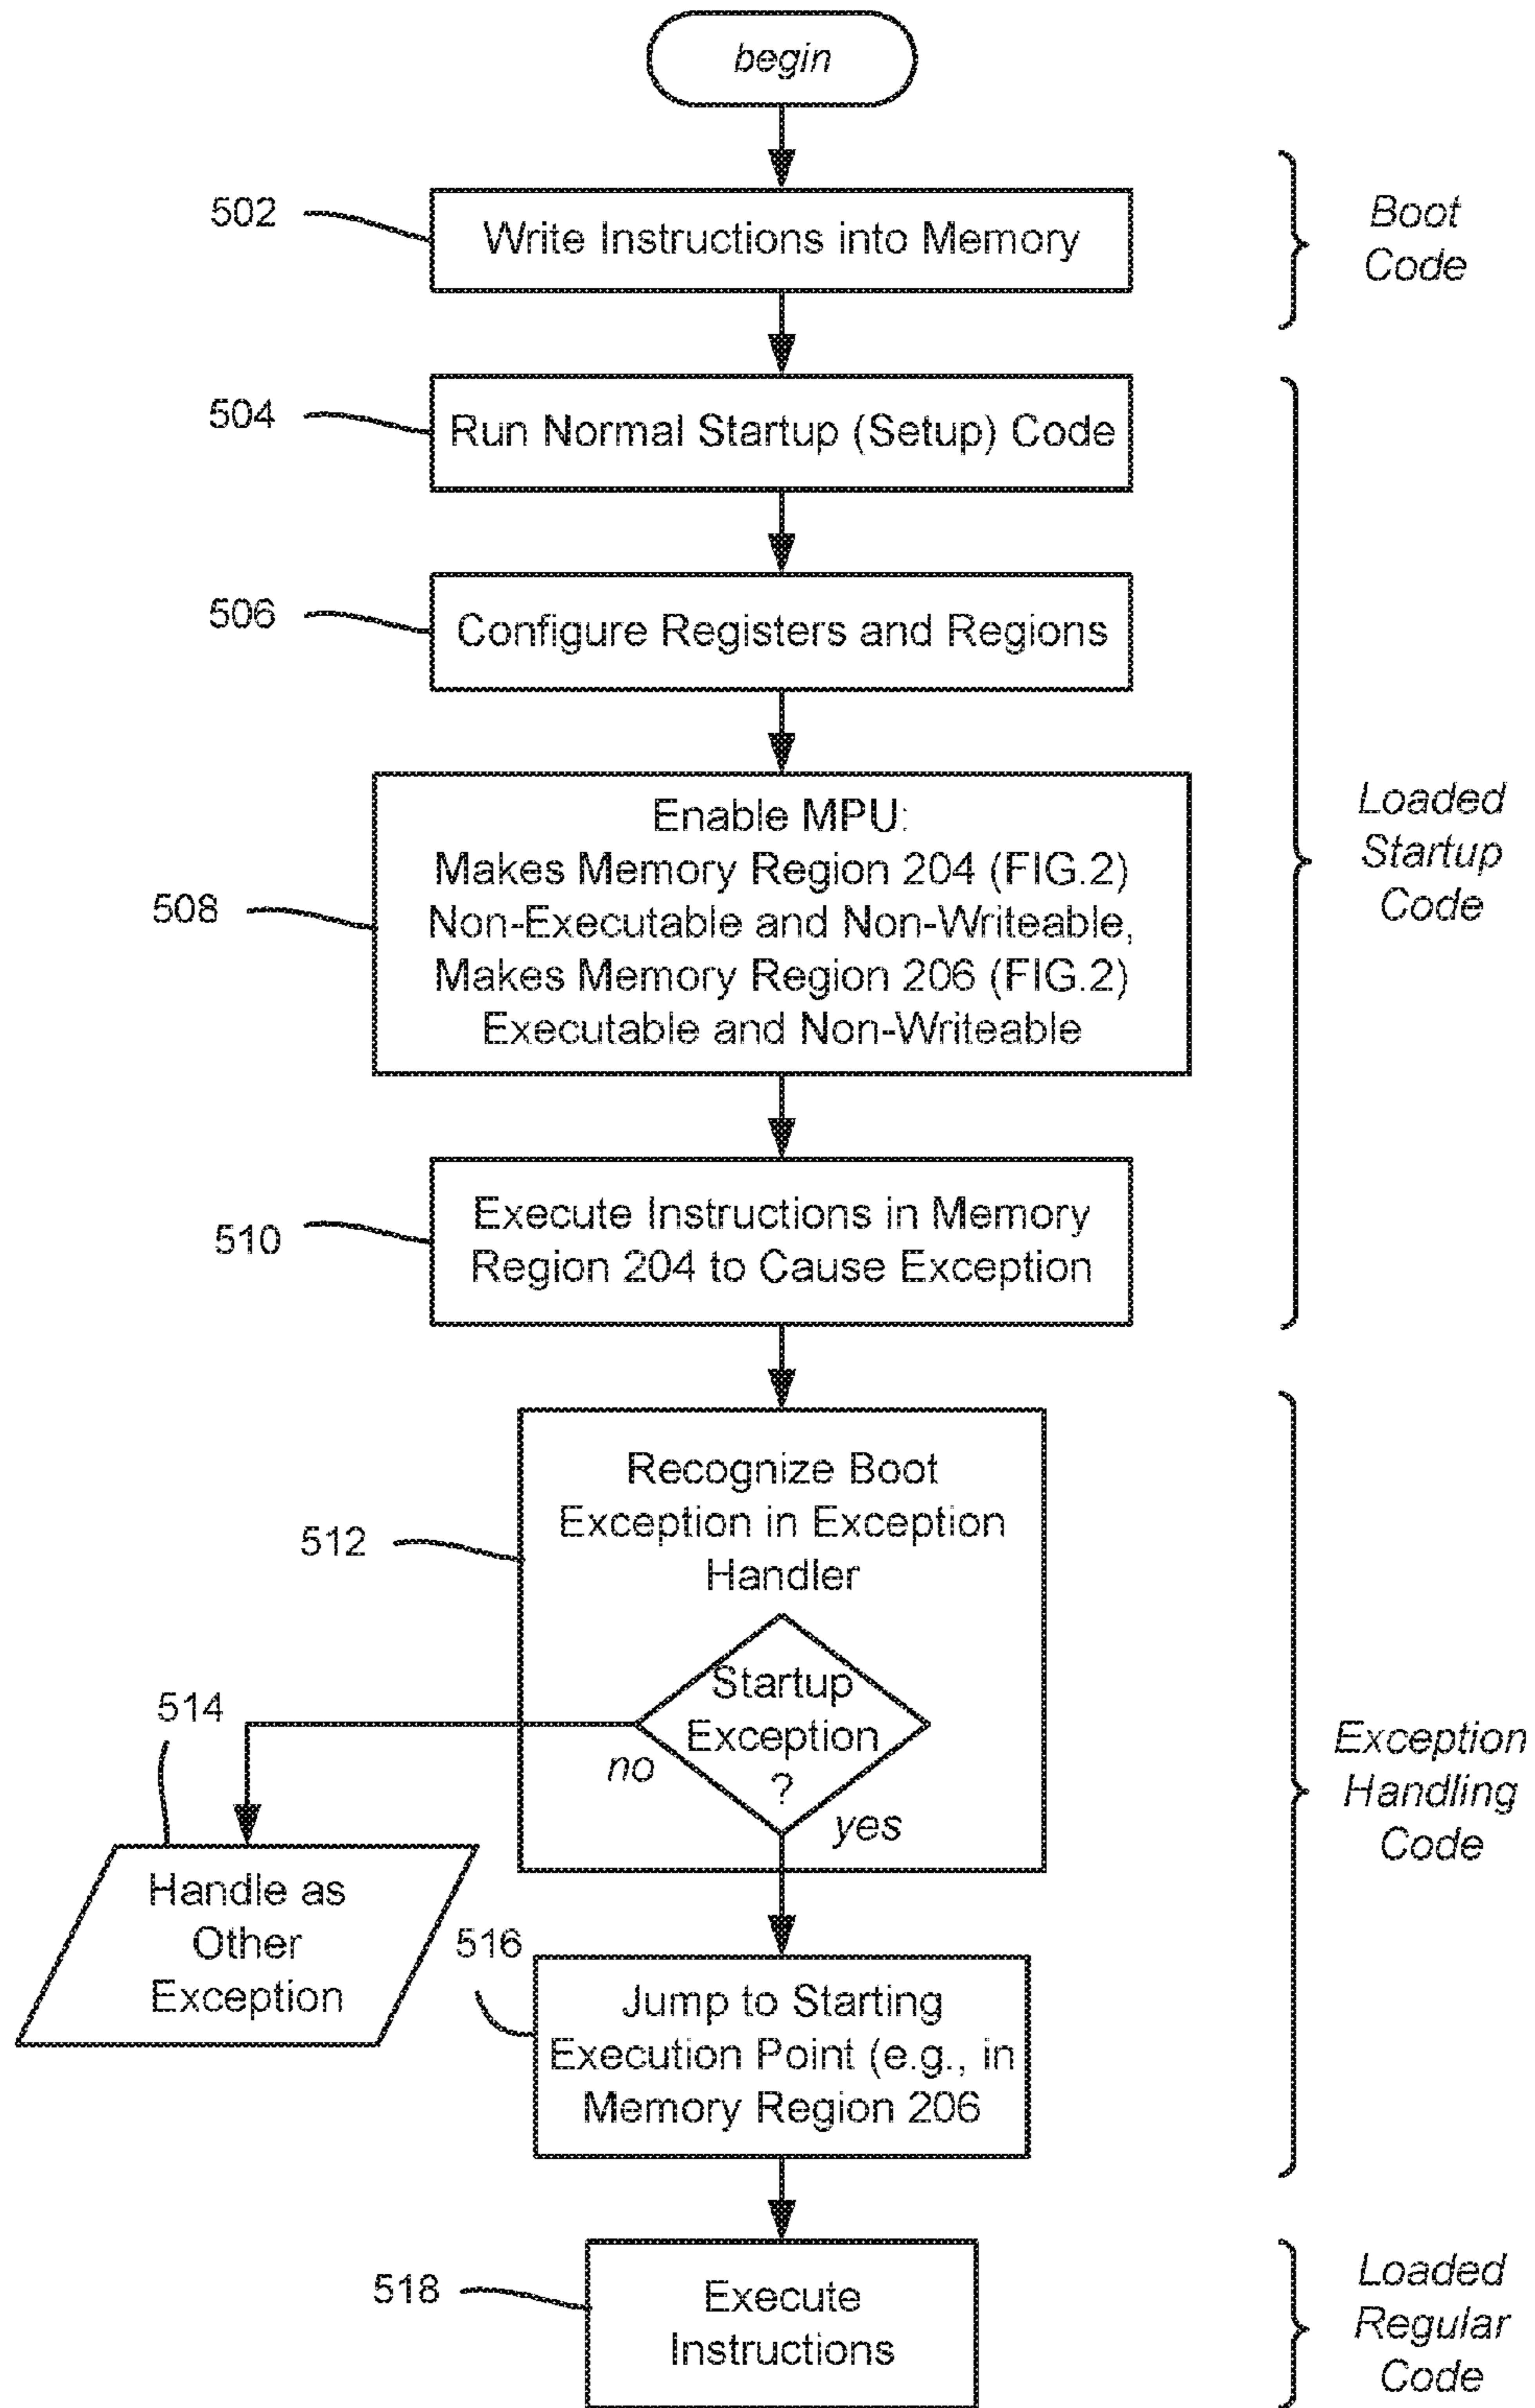 begin
502
Write Instructions into Memory
Boot
Code
504
Run Normal Startup (Setup) Code
506
Configure Registers and Regions
508
Enable MPU:
Makes Memory Region 204 (FIG.2)
Non-Executable and Non-Writeable,
Makes Memory Region 206 (FIG.2)
Executable and Non-Writeable
Loaded
Startup
Code
510
Execute Instructions in Memory
Region 204 to Cause Exception
512
Recognize Boot
Exception in Exception
Handler
Startup
Exception
?
no
yes
514
Handle as
Other
Exception
516
Jump to Starting
Execution Point (e.g., in
Memory Region 206
Exception
Handling
Code
518
Execute
Instructions
Loaded
Regular
Code